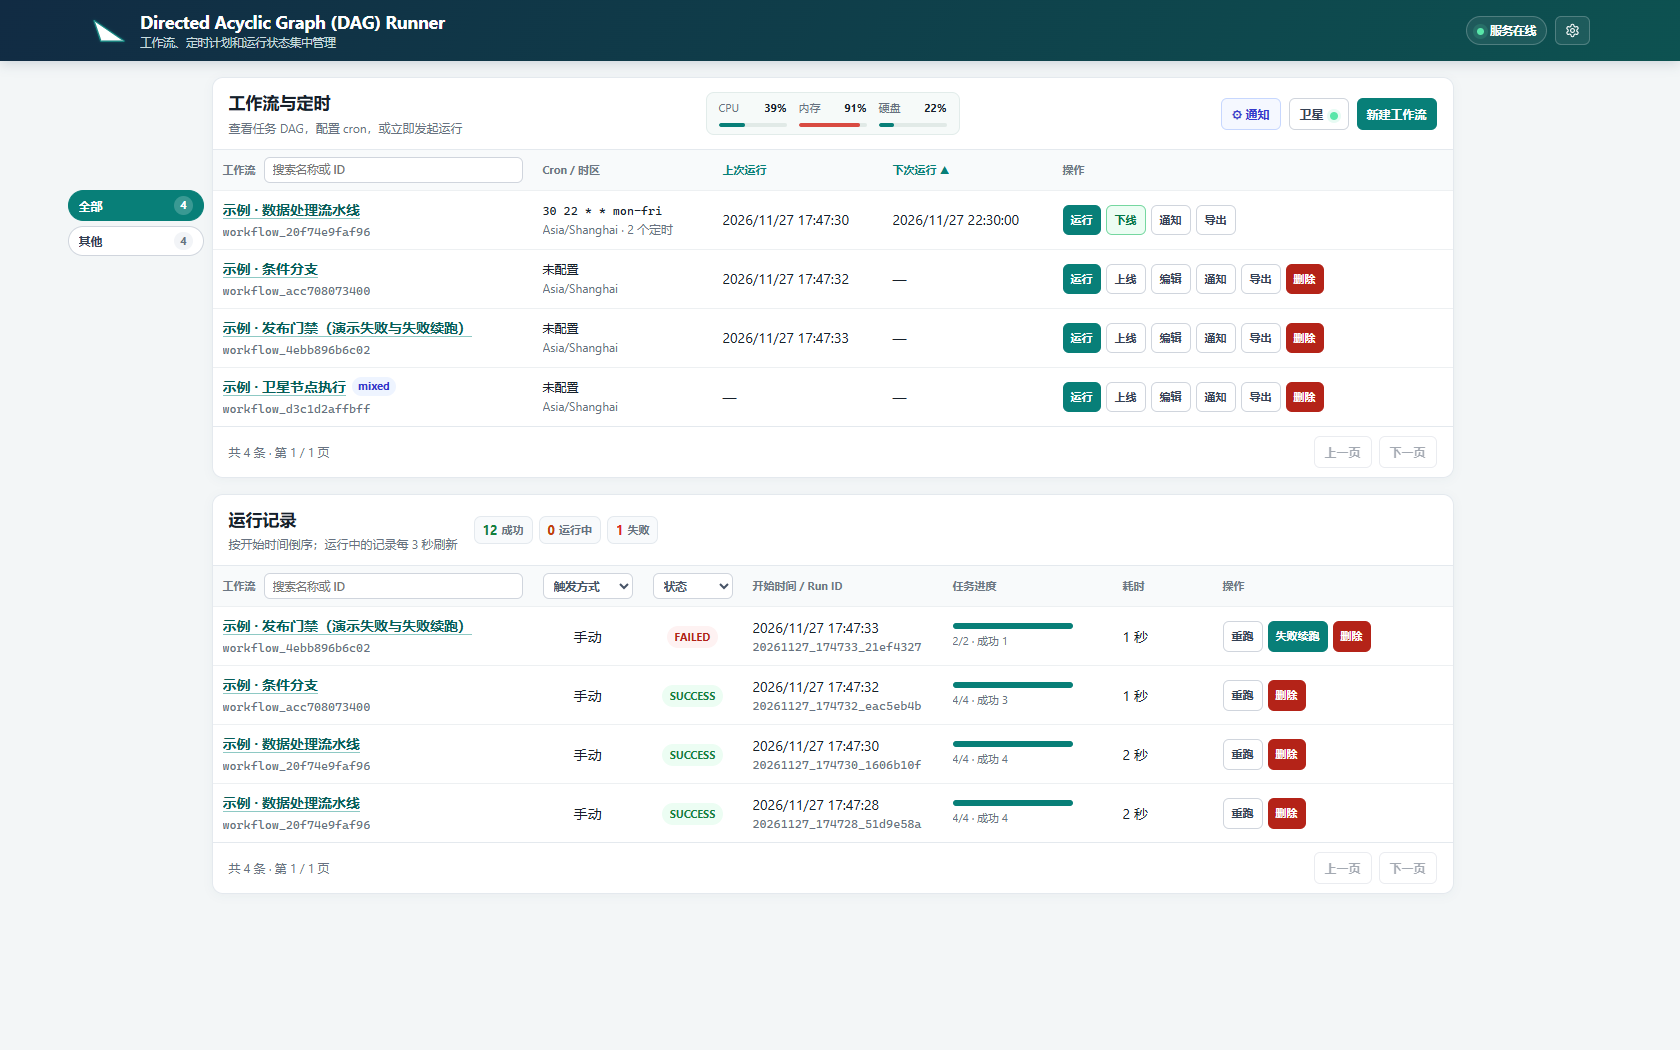 Directed Acyclic Graph (DAG) Runner
工作流、定时计划和运行状态集中管理
服务在线
工作流与定时
查看任务 DAG，配置 cron，或立即发起运行
CPU 39% 内存 91% 硬盘 22%
通知 卫星 新建工作流
全部 4
其他 4
工作流 搜索名称或 ID Cron / 时区 上次运行 下次运行 ▲ 操作
示例 · 数据处理流水线
workflow_20f74e9faf96
30 22 * * mon-fri
Asia/Shanghai · 2 个定时
2026/11/27 17:47:30 2026/11/27 22:30:00 运行 下线 通知 导出
示例 · 条件分支
workflow_acc708073400
未配置
Asia/Shanghai
2026/11/27 17:47:32 — 运行 上线 编辑 通知 导出 删除
示例 · 发布门禁（演示失败与失败续跑）
workflow_4ebb896b6c02
未配置
Asia/Shanghai
2026/11/27 17:47:33 — 运行 上线 编辑 通知 导出 删除
示例 · 卫星节点执行 mixed
workflow_d3c1d2affbff
未配置
Asia/Shanghai
— — 运行 上线 编辑 通知 导出 删除
共 4 条 · 第 1 / 1 页 上一页 下一页
运行记录
按开始时间倒序；运行中的记录每 3 秒刷新
12 成功 0 运行中 1 失败
工作流 搜索名称或 ID 触发方式 状态 开始时间 / Run ID 任务进度 耗时 操作
示例 · 发布门禁（演示失败与失败续跑）
workflow_4ebb896b6c02
手动 FAILED
2026/11/27 17:47:33
20261127_174733_21ef4327
2/2 · 成功 1
1 秒 重跑 失败续跑 删除
示例 · 条件分支
workflow_acc708073400
手动 SUCCESS
2026/11/27 17:47:32
20261127_174732_eac5eb4b
4/4 · 成功 3
1 秒 重跑 删除
示例 · 数据处理流水线
workflow_20f74e9faf96
手动 SUCCESS
2026/11/27 17:47:30
20261127_174730_1606b10f
4/4 · 成功 4
2 秒 重跑 删除
示例 · 数据处理流水线
workflow_20f74e9faf96
手动 SUCCESS
2026/11/27 17:47:28
20261127_174728_51d9e58a
4/4 · 成功 4
2 秒 重跑 删除
共 4 条 · 第 1 / 1 页 上一页 下一页